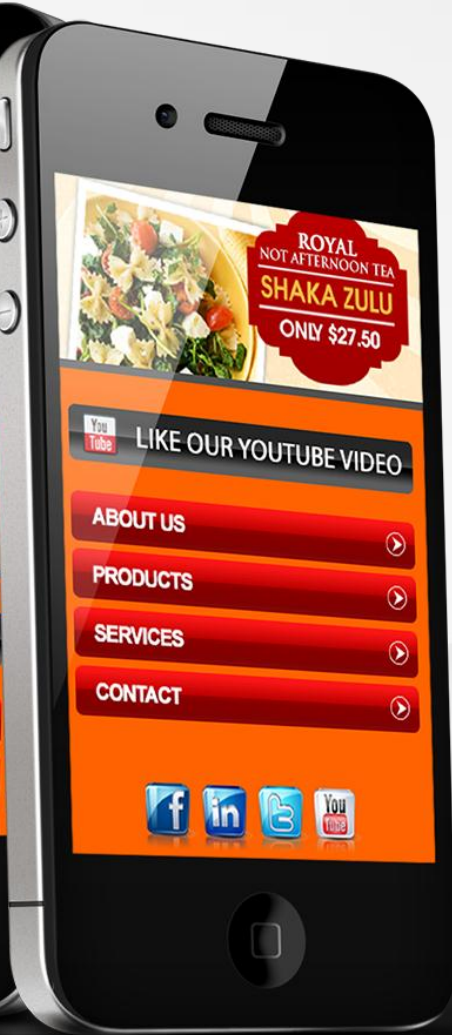 ROYAL
NOT AFTERNOON TEA
SHAKA ZULU
ONLY $27.50
You
Tube
LIKE OUR YOUTUBE VIDEO
ABOUT US
PRODUCTS
SERVICES
CONTACT
f in t You
Tube